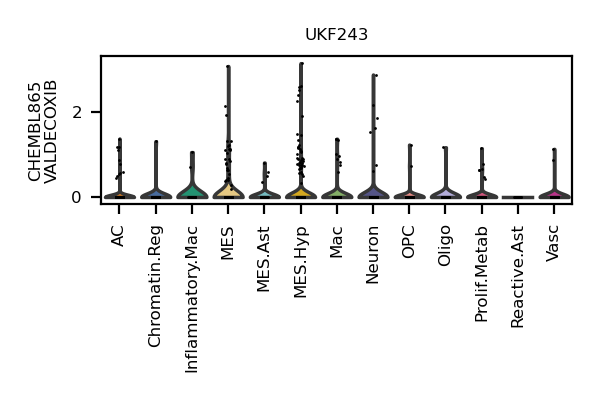 UKF243
CHEMBL865
VALDECOXIB
2
0
AC
Chromatin.Reg
Inflammatory.Mac
MES
MES.Ast
MES.Hyp
Mac
Neuron
OPC
Oligo
Prolif.Metab
Reactive.Ast
Vasc